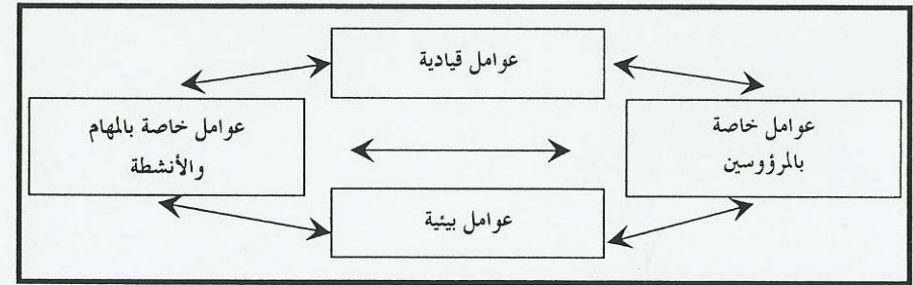 عوامل قيادية
عوامل خاصة
بالمرؤوسين
عوامل خاصة بالمهام
والأنشطة
عوامل بيئية